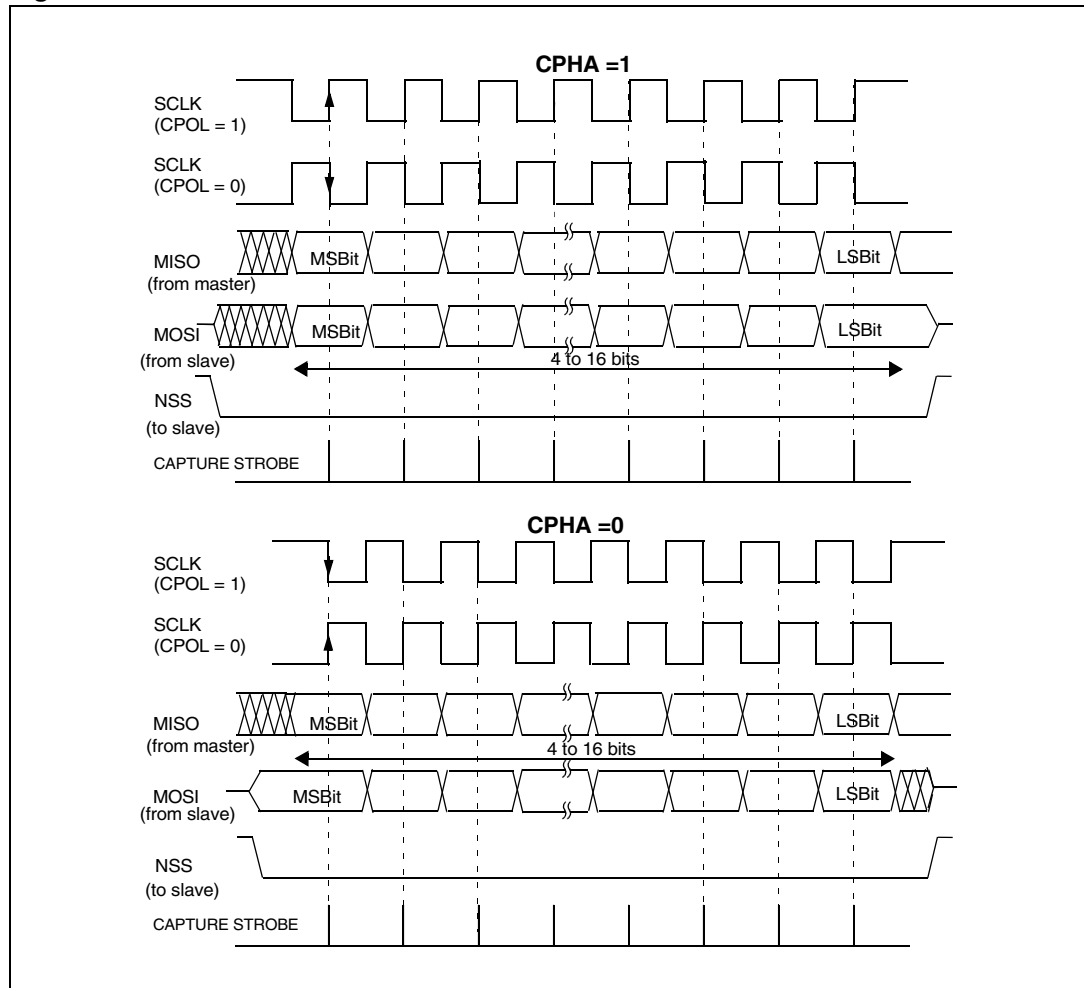 CPHA =1
SCLK
(CPOL = 1)
SCLK
(CPOL = 0)
MISO
(from master)
MSBit
LSBit
MOSI
(from slave)
MSBit
LSBit
4 to 16 bits
NSS
(to slave)
CAPTURE STROBE
CPHA =0
SCLK
(CPOL = 1)
SCLK
(CPOL = 0)
MISO
(from master)
MSBit
LSBit
4 to 16 bits
MOSI
(from slave)
MSBit
LSBit
NSS
(to slave)
CAPTURE STROBE